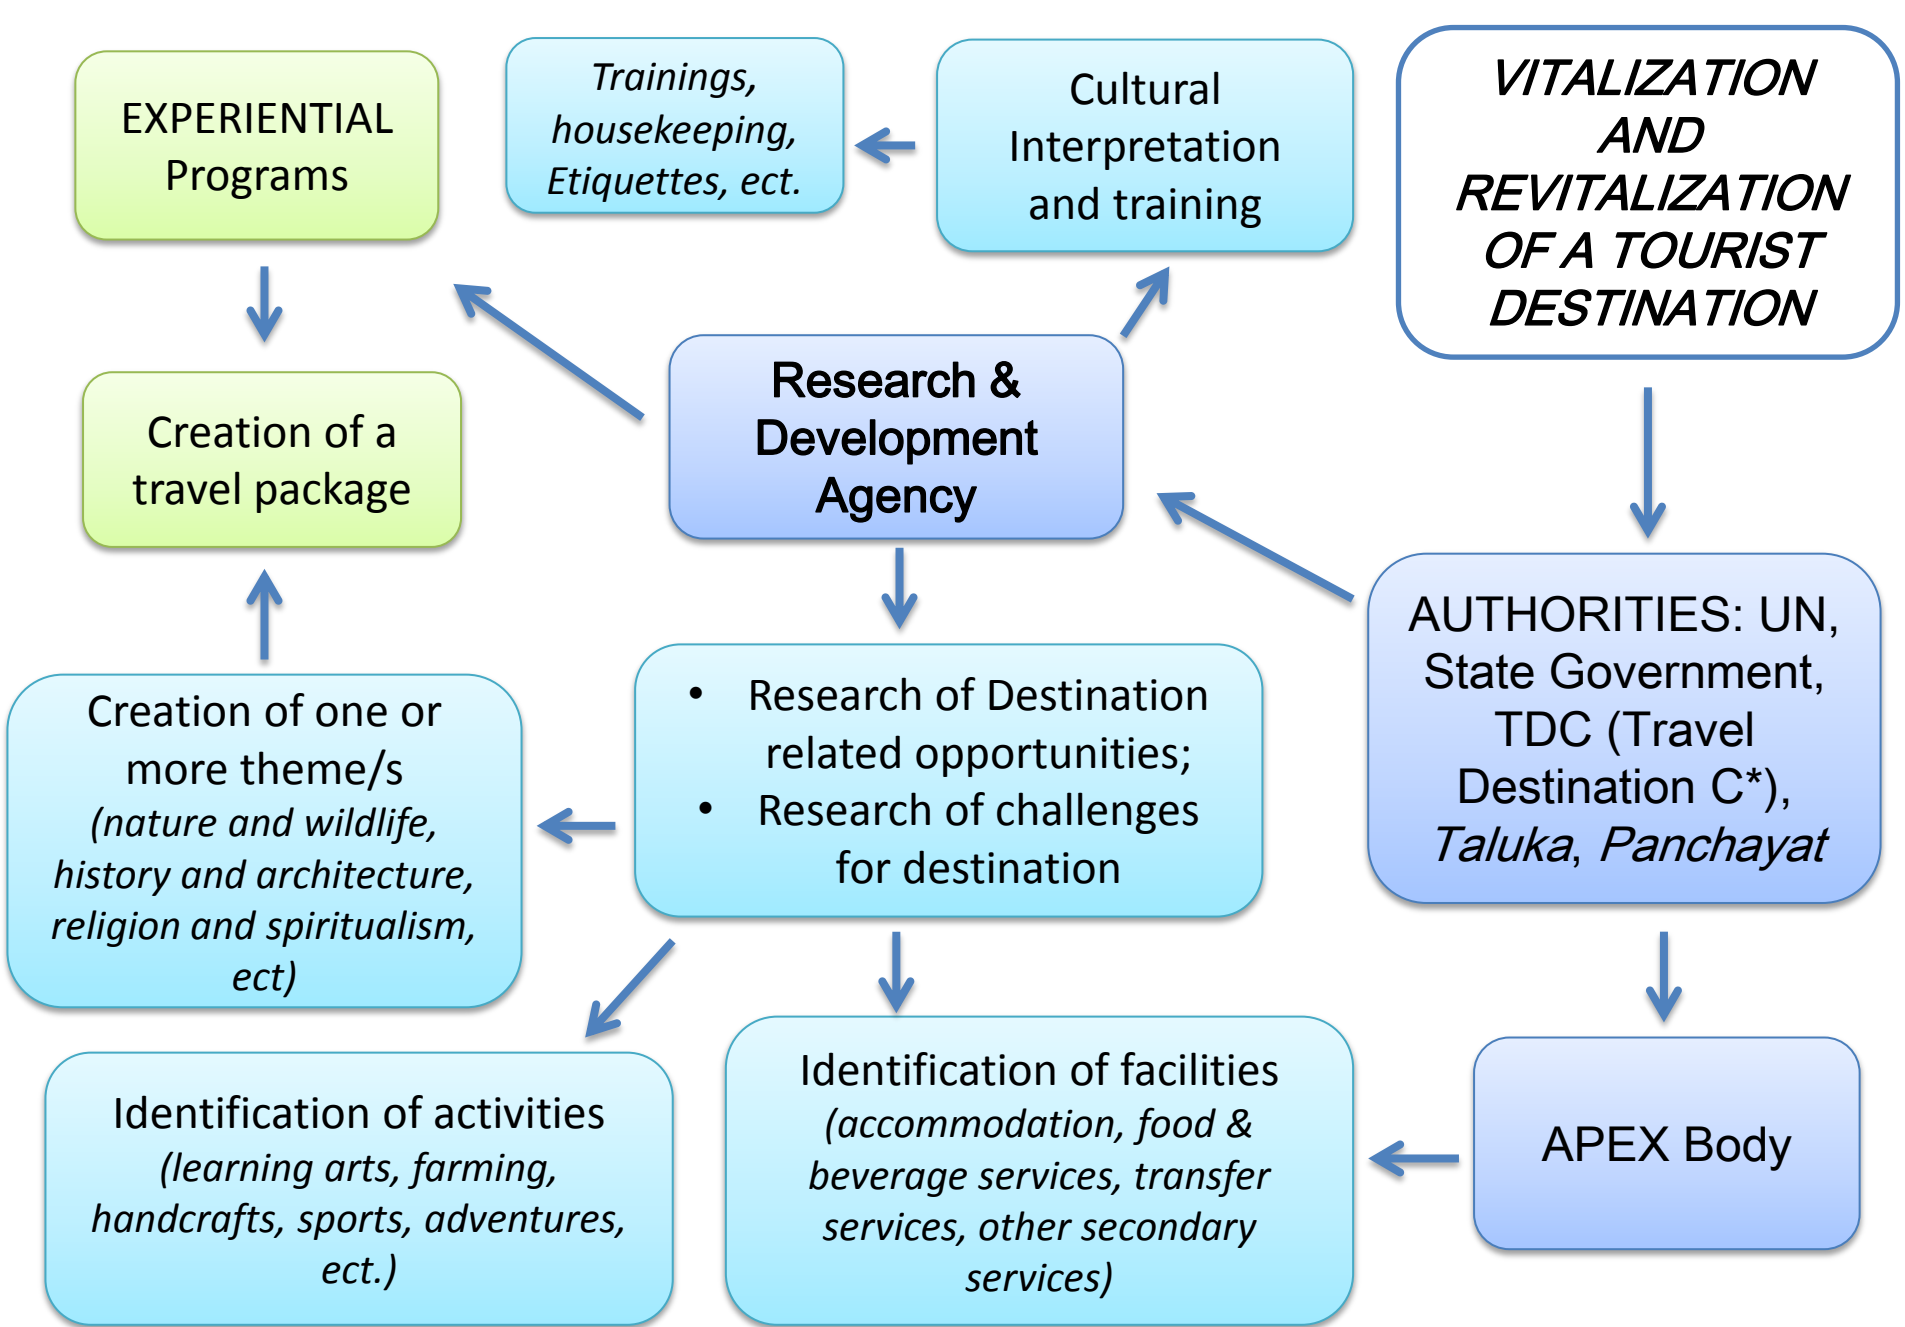 EXPERIENTIAL
Programs
Trainings,
housekeeping,
Etiquettes, ect.
Cultural
Interpretation
and training
VITALIZATION
AND
REVITALIZATION
OF A TOURIST
DESTINATION
Creation of a
travel package
Research &
Development
Agency
AUTHORITIES: UN,
State Government,
TDC (Travel
Destination C*),
Taluka, Panchayat
Creation of one or
more theme/s
(nature and wildlife,
history and architecture,
religion and spiritualism,
ect)
• Research of Destination
related opportunities;
• Research of challenges
for destination
Identification of activities
(learning arts, farming,
handcrafts, sports, adventures,
ect.)
Identification of facilities
(accommodation, food &
beverage services, transfer
services, other secondary
services)
APEX Body